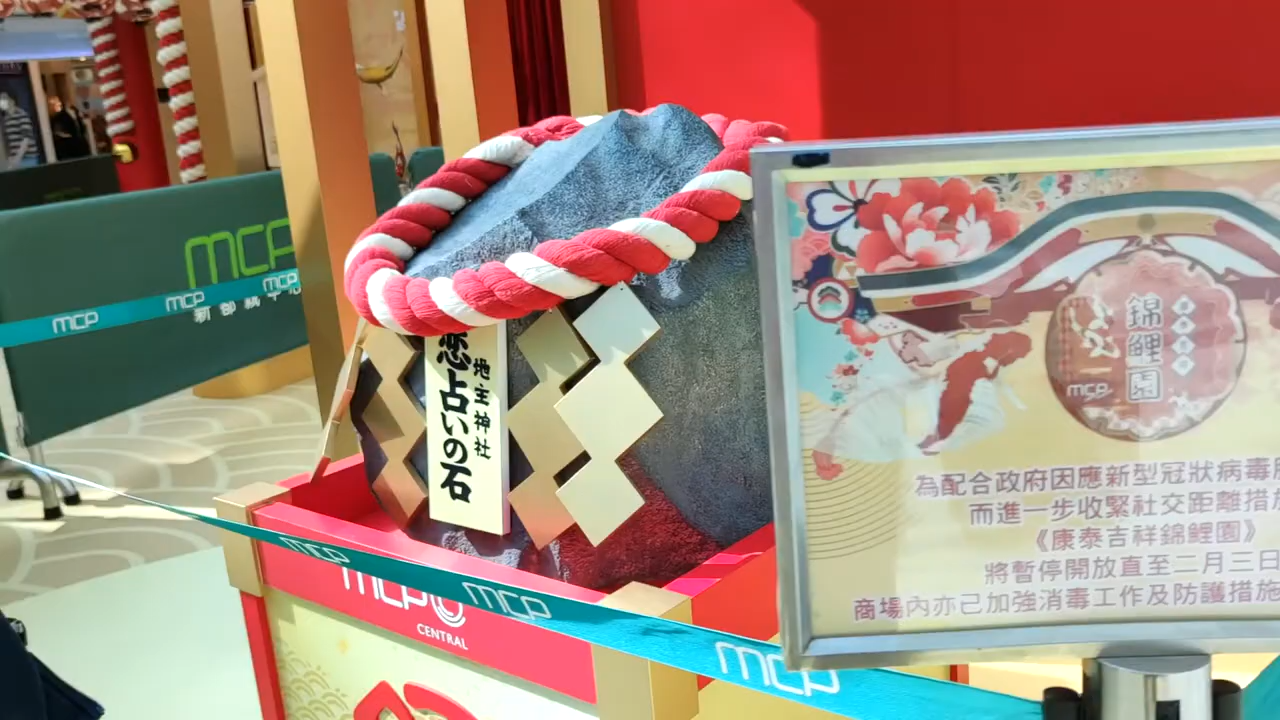 mcp
新都城中心
mcp
mcp
mcp
地主神社
恋占いの石
mcp
mcp
mcp
MCP
CENTRAL
錦鯉園
mcp
為配合政府因應新型冠狀病毒
而進一步收緊社交距離措
《康泰吉祥錦鯉園》
將暫停開放直至二月三日
商場內亦已加強消毒工作及防護措施